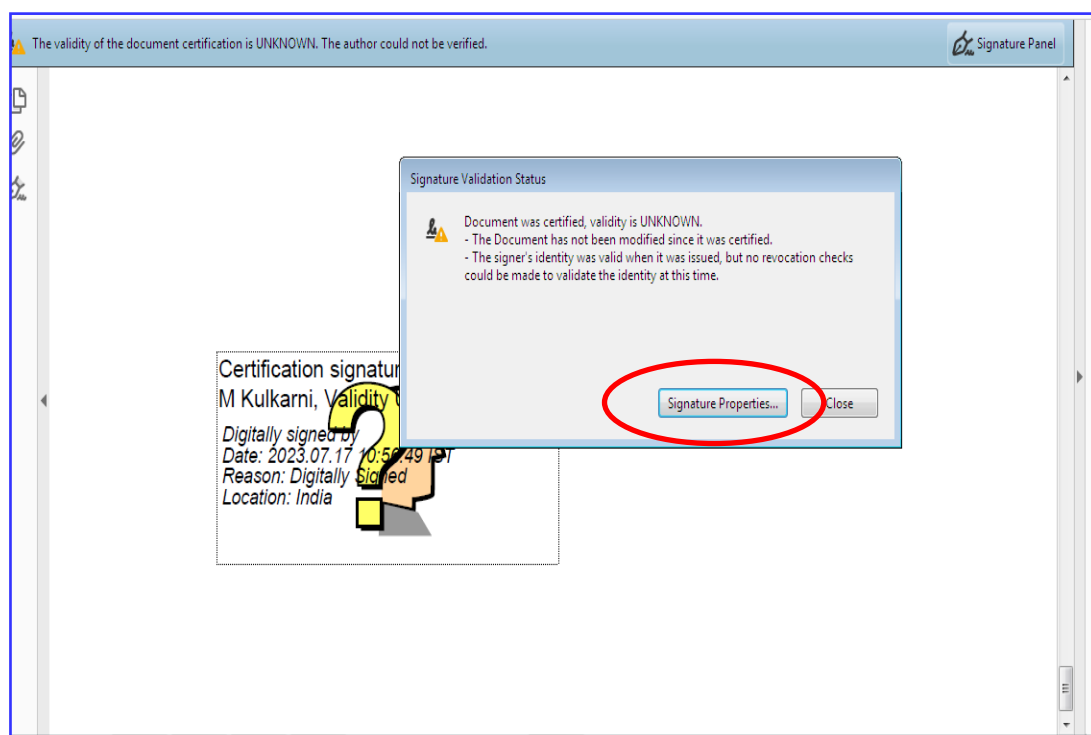 The validity of the document certification is UNKNOWN. The author could not be verified.
Signature Panel
Signature Validation Status
Document was certified, validity is UNKNOWN.
- The Document has not been modified since it was certified.
- The signer's identity was valid when it was issued, but no revocation checks
could be made to validate the identity at this time.
Signature Properties...
Close
Certification signatur
M Kulkarni, Validity
Digitally signed by
Date: 2023.07.17 10:56:49 IST
Reason: Digitally Signed
Location: India